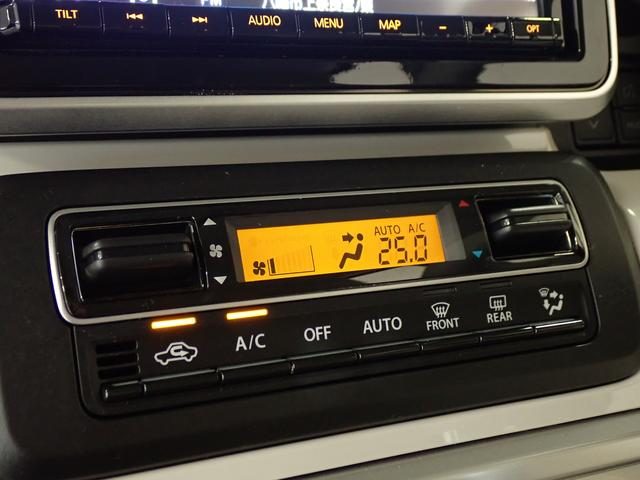 TILT AUDIO MENU MAP - + OPT
AUTO A/C
25.0
A/C OFF AUTO FRONT REAR